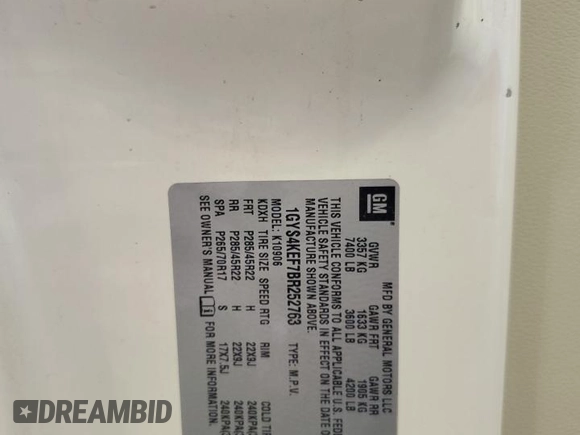 GM
MFD BY GENERAL MOTORS LLC
GVWR GAWR FRT GAWR RR
3357 KG 1633 KG 1905 KG
7400 LB 3600 LB 4200 LB
THIS VEHICLE CONFORMS TO ALL APPLICABLE U.S.
VEHICLE SAFETY STANDARDS IN EFFECT ON THE DATE
MANUFACTURE SHOWN ABOVE.
1GYS4KEF7BR252763 TYPE: M.P.V.
MODEL: K10906
KDXH TIRE SIZE SPEED RTG RIM COLD
FRT P285/45R22 H 22X9J
RR P285/45R22 H 22X9J
SPA P265/70R17 S 17X7.5J
SEE OWNER'S MANUAL FOR MORE INFORMATION.
DREAMBID